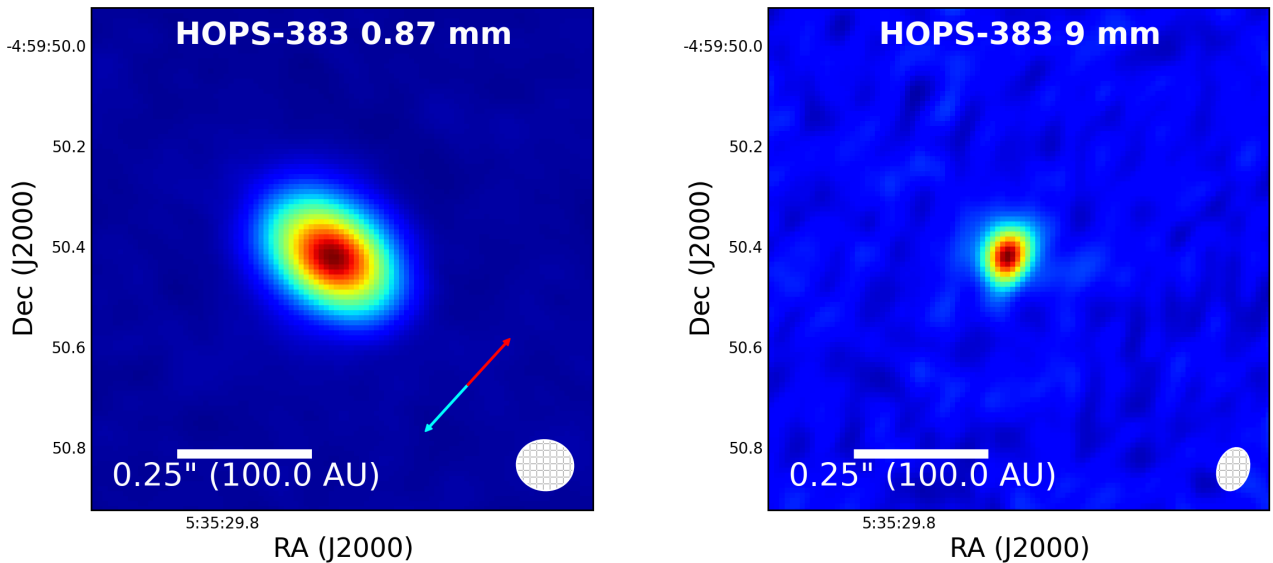 HOPS-383 0.87 mm
-4:59:50.0
50.2
50.4
50.6
50.8
Dec (J2000)
0.25" (100.0 AU)
5:35:29.8
RA (J2000)
HOPS-383 9 mm
-4:59:50.0
50.2
50.4
50.6
50.8
Dec (J2000)
0.25" (100.0 AU)
5:35:29.8
RA (J2000)